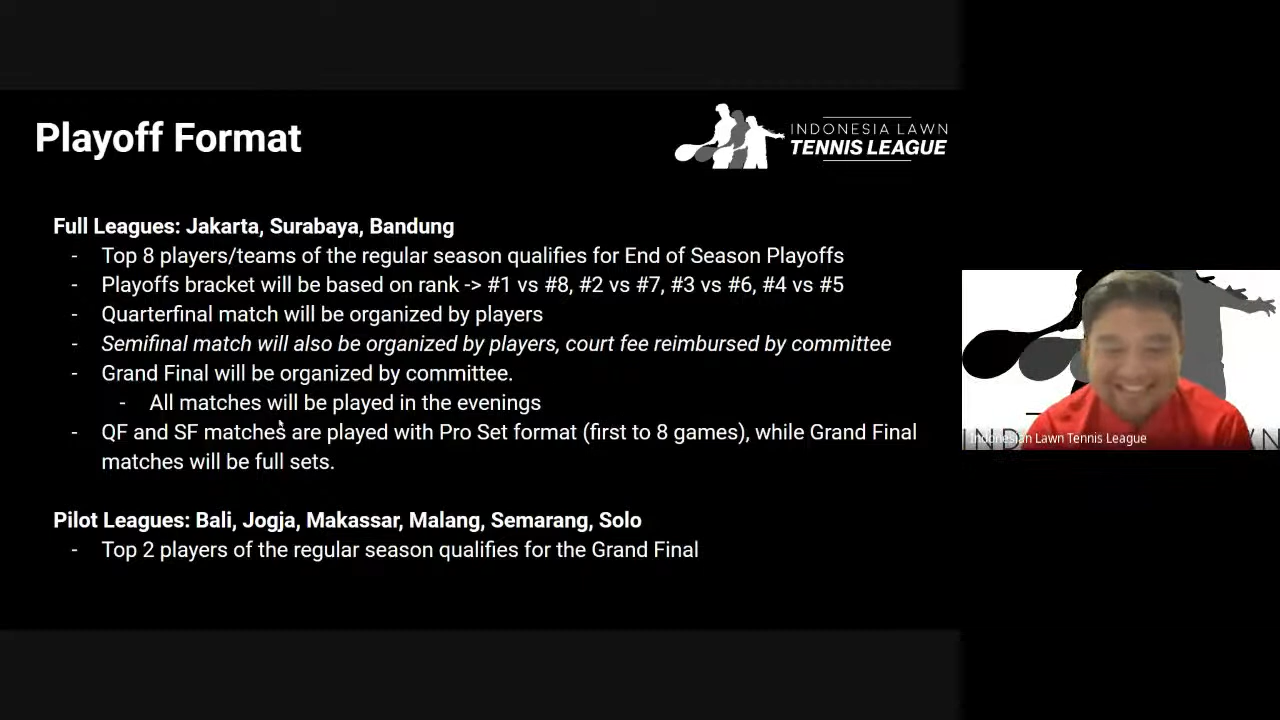 Playoff Format
INDONESIA LAWN
TENNIS LEAGUE
Full Leagues: Jakarta, Surabaya, Bandung
- Top 8 players/teams of the regular season qualifies for End of Season Playoffs
- Playoffs bracket will be based on rank -> #1 vs #8, #2 vs #7, #3 vs #6, #4 vs #5
- Quarterfinal match will be organized by players
- Semifinal match will also be organized by players, court fee reimbursed by committee
- Grand Final will be organized by committee.
- All matches will be played in the evenings
- QF and SF matches are played with Pro Set format (first to 8 games), while Grand Final
matches will be full sets.
Pilot Leagues: Bali, Jogja, Makassar, Malang, Semarang, Solo
- Top 2 players of the regular season qualifies for the Grand Final
Indonesian Lawn Tennis League